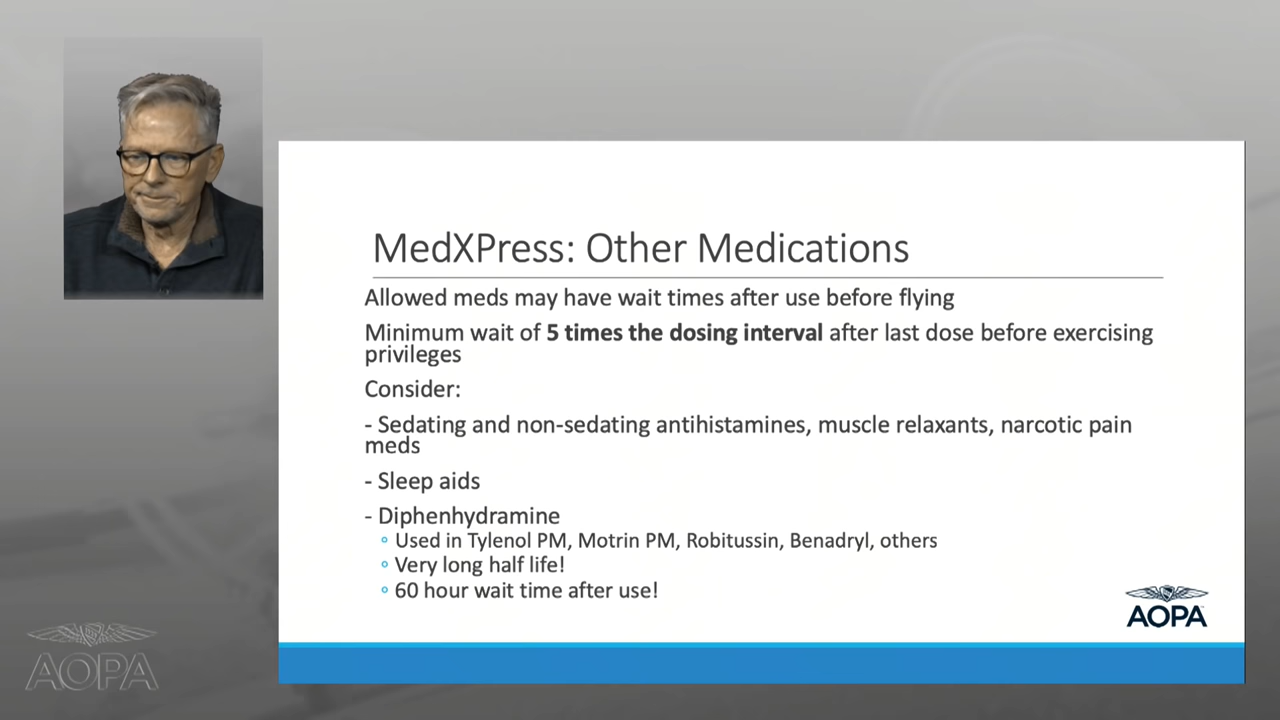 MedXPress: Other Medications
Allowed meds may have wait times after use before flying
Minimum wait of 5 times the dosing interval after last dose before exercising
privileges
Consider:
- Sedating and non-sedating antihistamines, muscle relaxants, narcotic pain
meds
- Sleep aids
- Diphenhydramine
◦ Used in Tylenol PM, Motrin PM, Robitussin, Benadryl, others
◦ Very long half life!
◦ 60 hour wait time after use!
AOPA
AOPA